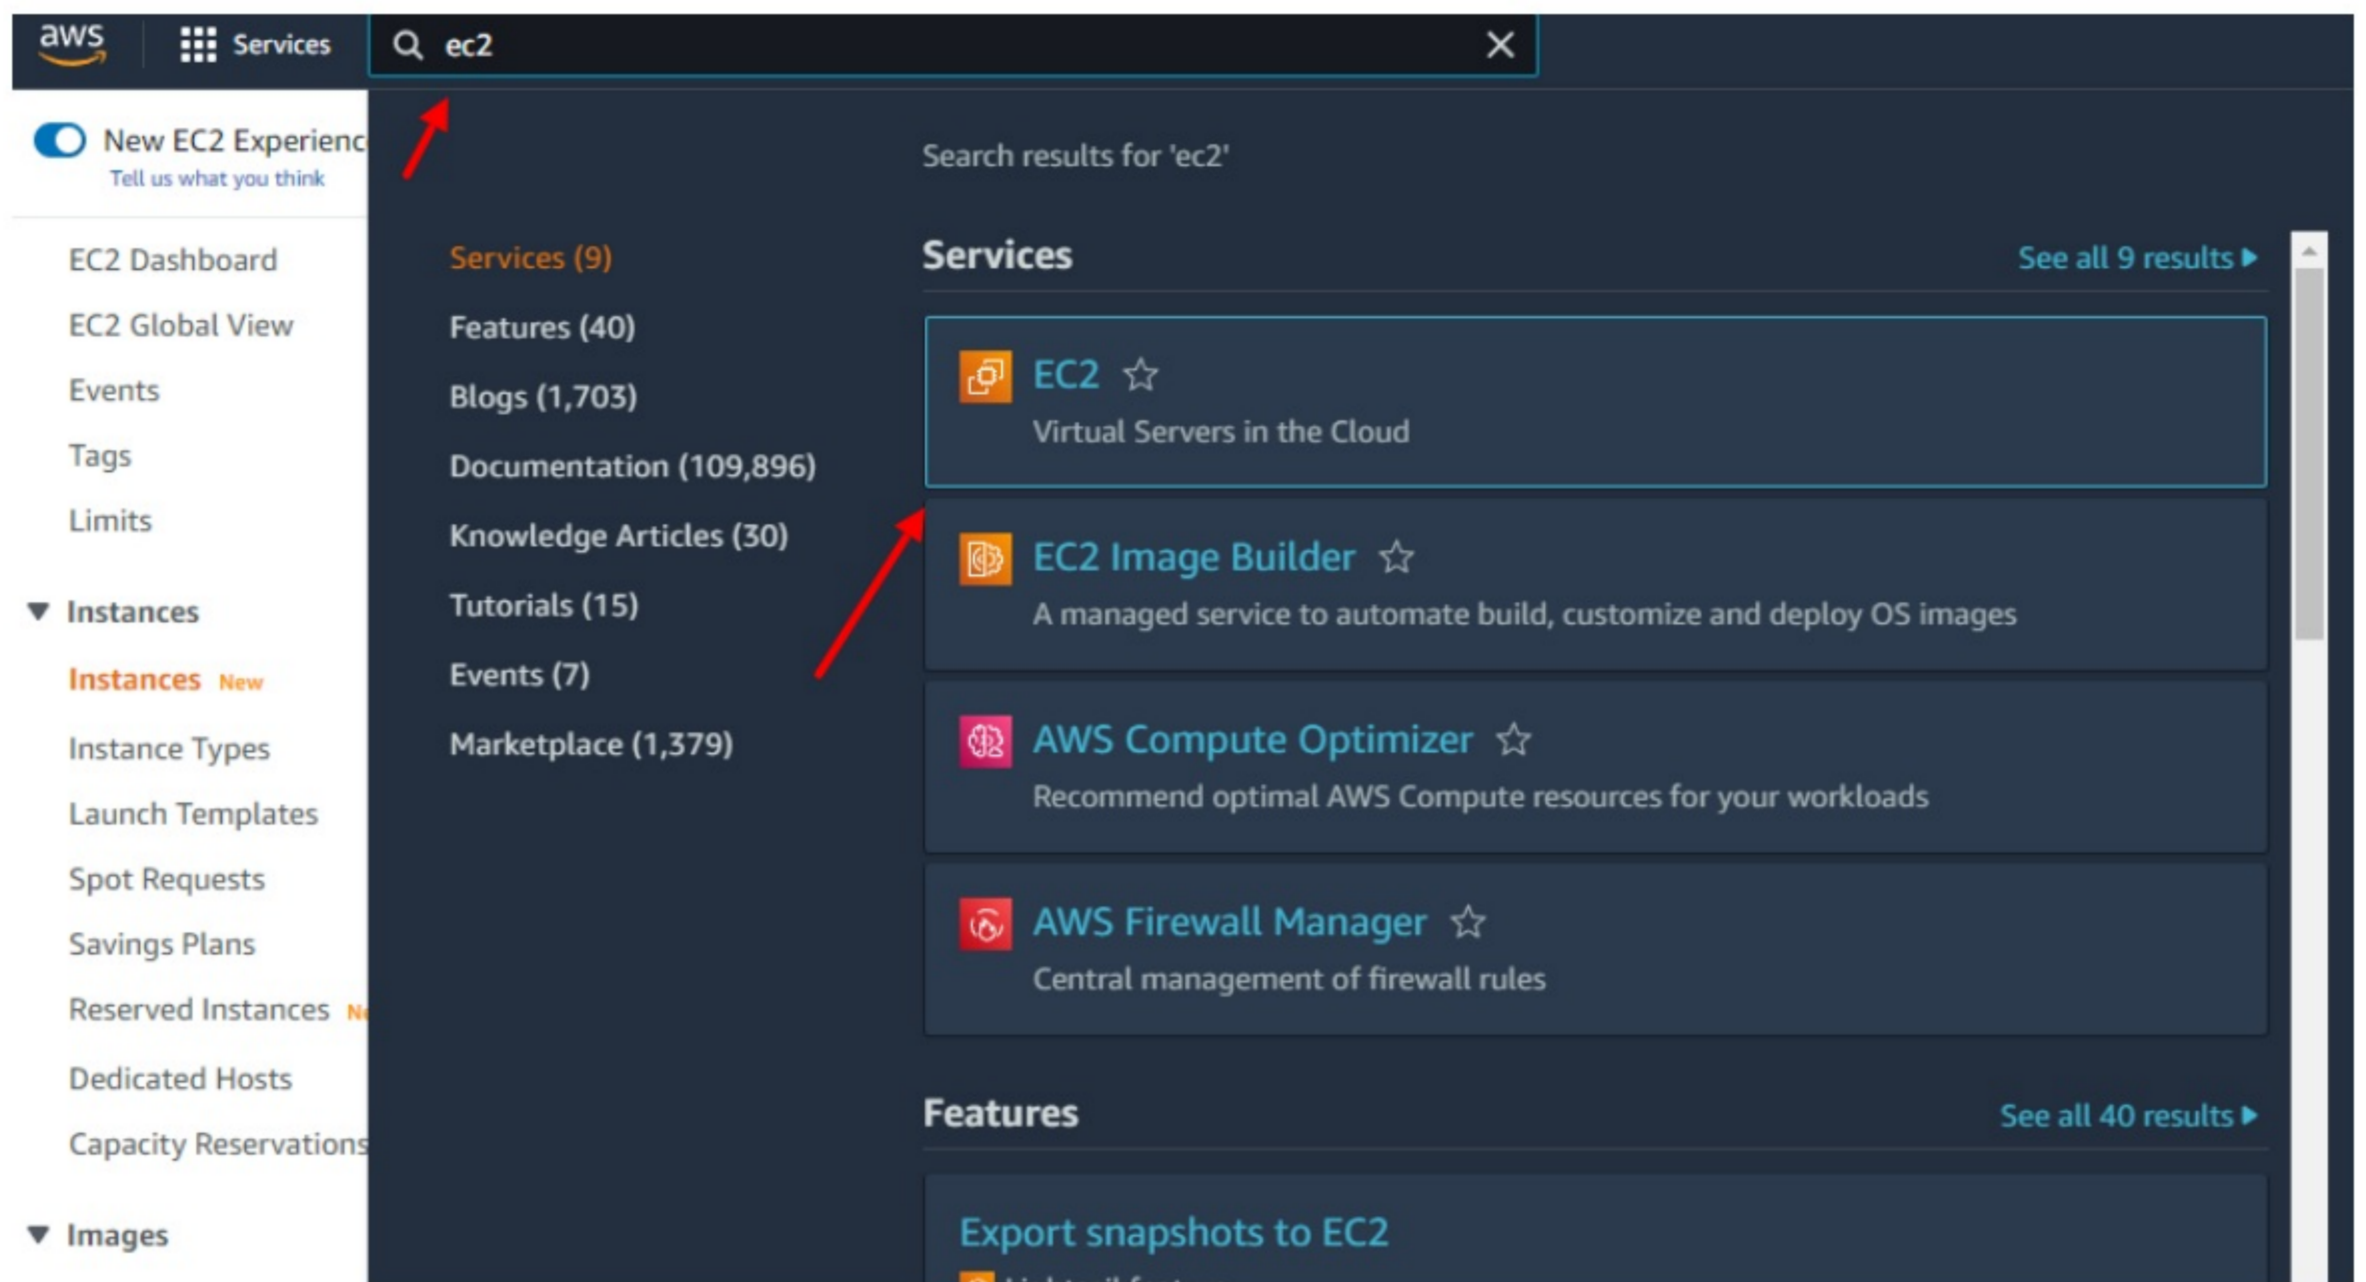 aws
Services
ec2
New EC2 Experienc
Tell us what you think
EC2 Dashboard
EC2 Global View
Events
Tags
Limits
Instances
Instances New
Instance Types
Launch Templates
Spot Requests
Savings Plans
Reserved Instances
Dedicated Hosts
Capacity Reservations
Images
Search results for 'ec2'
Services (9)
Features (40)
Blogs (1,703)
Documentation (109,896)
Knowledge Articles (30)
Tutorials (15)
Events (7)
Marketplace (1,379)
Services
See all 9 results
EC2
Virtual Servers in the Cloud
EC2 Image Builder
A managed service to automate build, customize and deploy OS images
AWS Compute Optimizer
Recommend optimal AWS Compute resources for your workloads
AWS Firewall Manager
Central management of firewall rules
Features
See all 40 results
Export snapshots to EC2